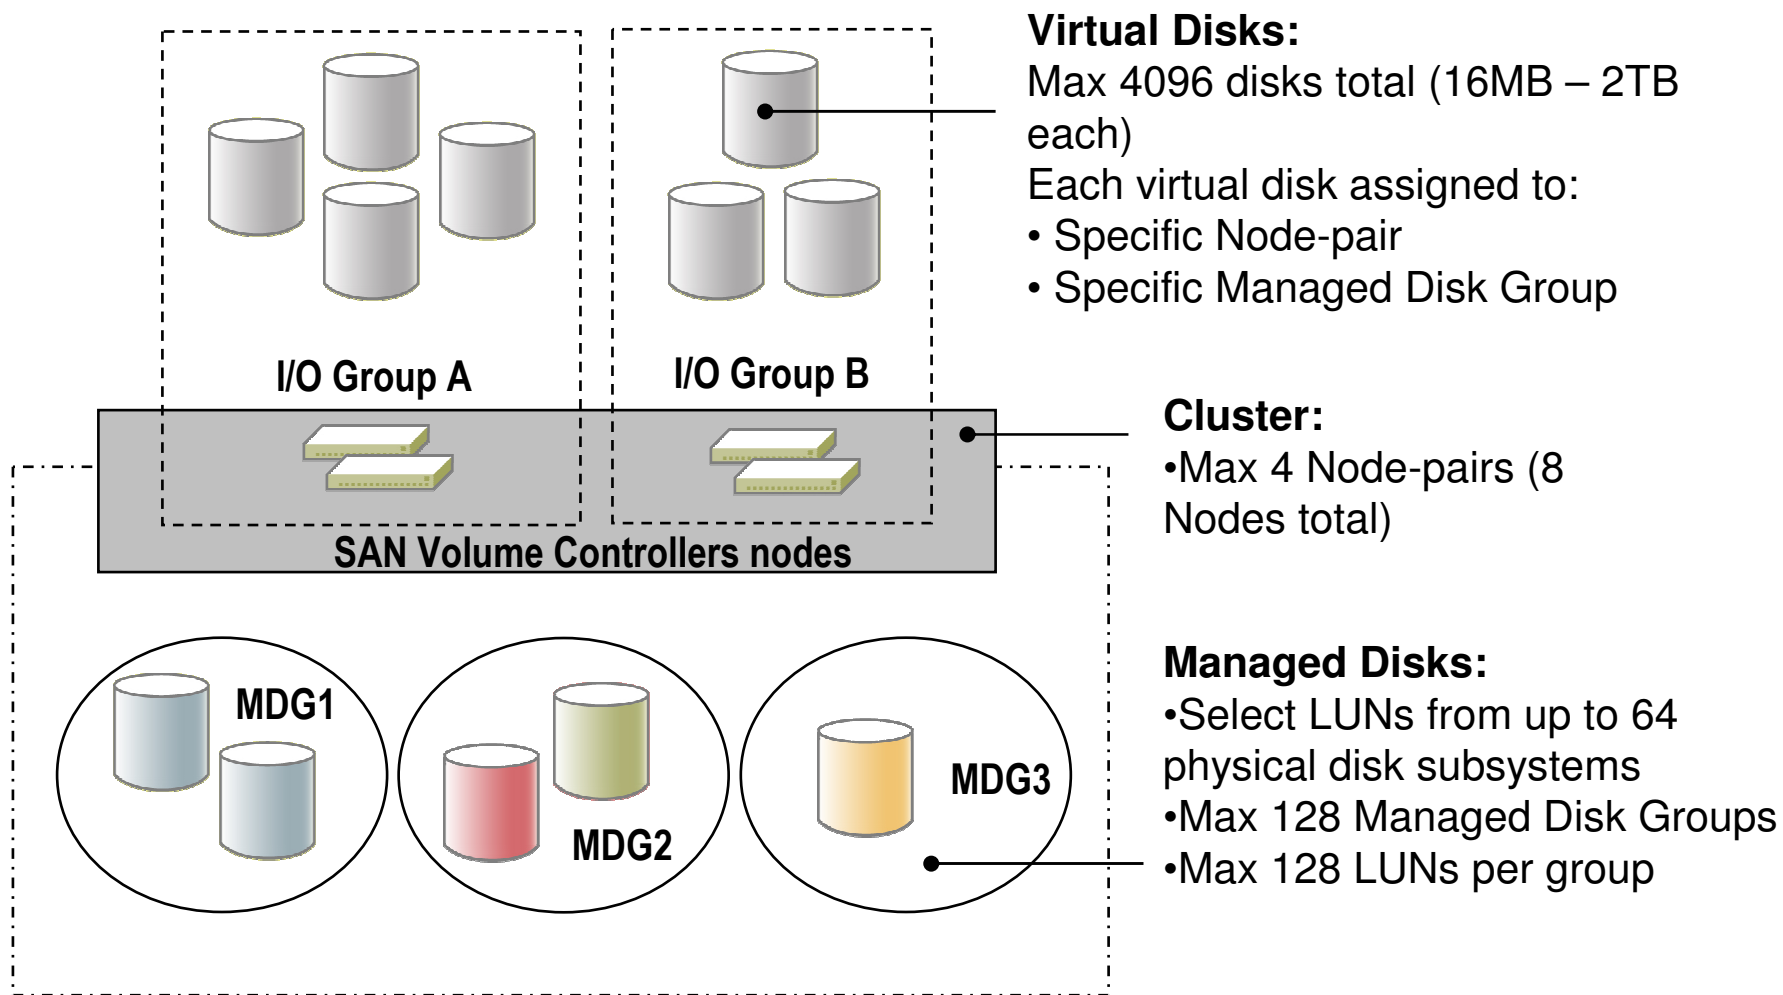 Virtual Disks:
Max 4096 disks total (16MB – 2TB
each)
Each virtual disk assigned to:
• Specific Node-pair
• Specific Managed Disk Group
I/O Group A
I/O Group B
Cluster:
•Max 4 Node-pairs (8
Nodes total)
SAN Volume Controllers nodes
MDG1
MDG2
MDG3
Managed Disks:
•Select LUNs from up to 64
physical disk subsystems
•Max 128 Managed Disk Groups
•Max 128 LUNs per group